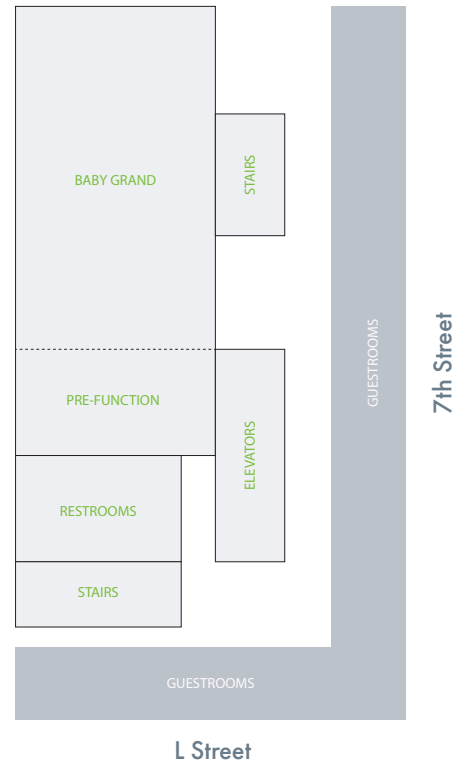 BABY GRAND
STAIRS
GUESTROOMS
7th Street
PRE-FUNCTION
ELEVATORS
RESTROOMS
STAIRS
GUESTROOMS
L Street